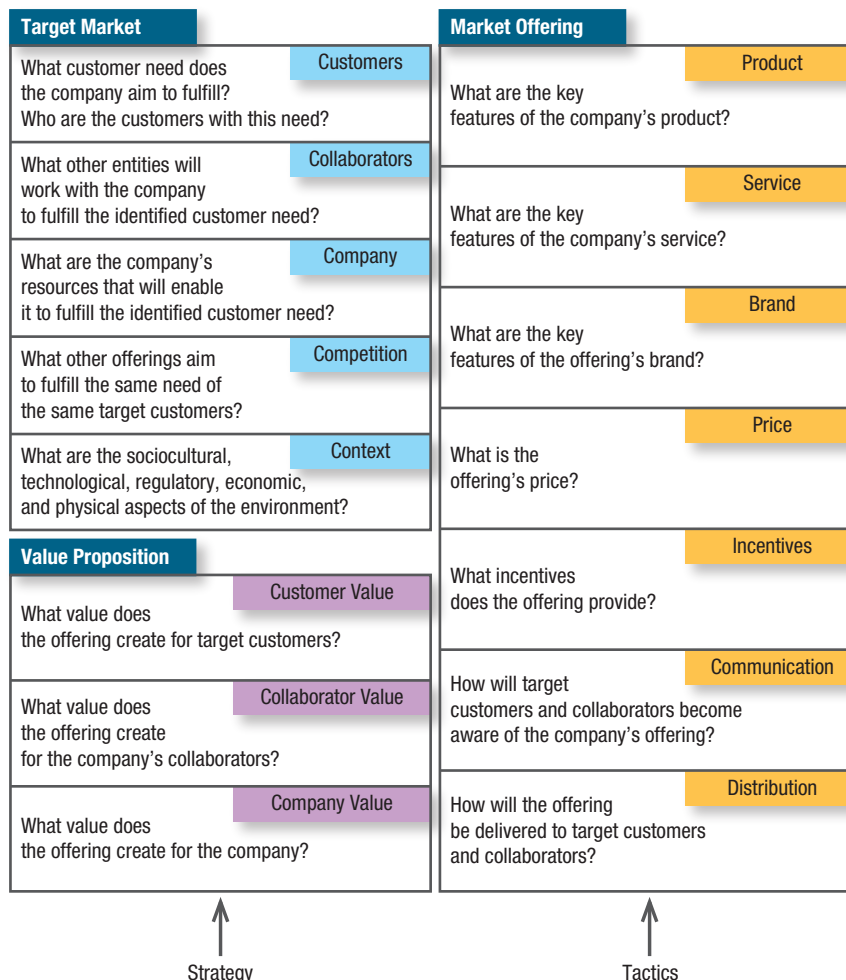 Target Market
Customers
What customer need does
the company aim to fulfill?
Who are the customers with this need?
Collaborators
What other entities will
work with the company
to fulfill the identified customer need?
Company
What are the company’s
resources that will enable
it to fulfill the identified customer need?
Competition
What other offerings aim
to fulfill the same need of
the same target customers?
Context
What are the sociocultural,
technological, regulatory, economic,
and physical aspects of the environment?
Value Proposition
Customer Value
What value does
the offering create for target customers?
Collaborator Value
What value does
the offering create
for the company’s collaborators?
Company Value
What value does
the offering create for the company?
Strategy
Market Offering
Product
What are the key
features of the company’s product?
Service
What are the key
features of the company’s service?
Brand
What are the key
features of the offering’s brand?
Price
What is the
offering’s price?
Incentives
What incentives
does the offering provide?
Communication
How will target
customers and collaborators become
aware of the company’s offering?
Distribution
How will the offering
be delivered to target customers
and collaborators?
Tactics